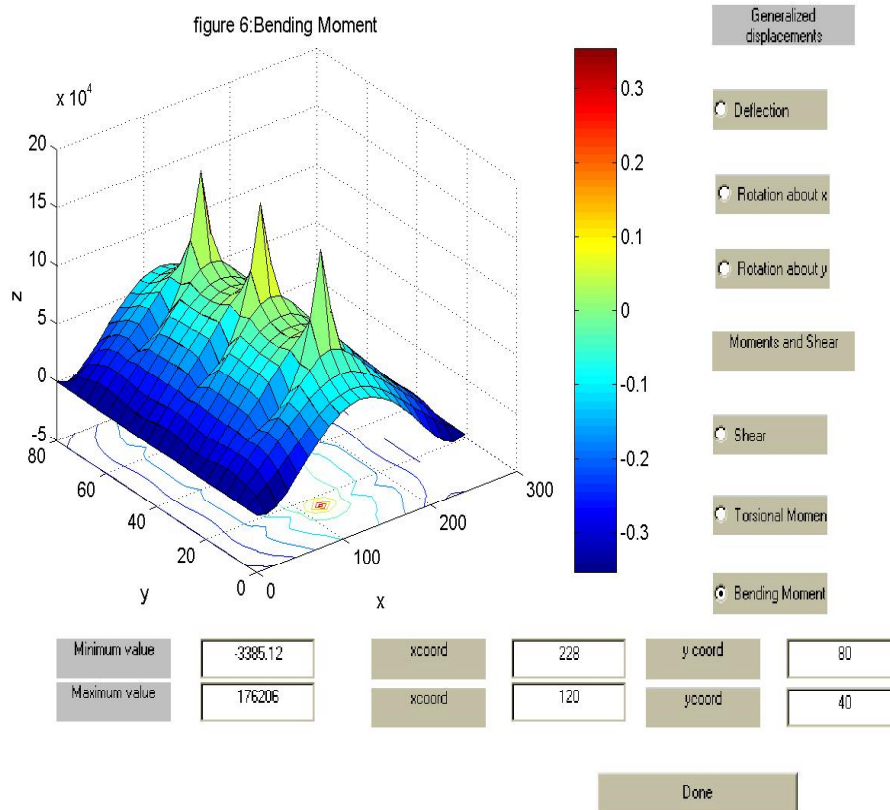 figure 6:Bending Moment
x 10^4
20
15
10
5
0
-5
z
80
60
40
20
0
y
0
100
200
300
x
0.3
0.2
0.1
0
-0.1
-0.2
-0.3
Generalized
displacements
Deflection
Rotation about x
Rotation about y
Moments and Shear
Shear
Torsional Momen
Bending Moment
Minimum value -3385.12 xcoord 228 y coord 80
Maximum value 176206 xcoord 120 ycoord 40
Done